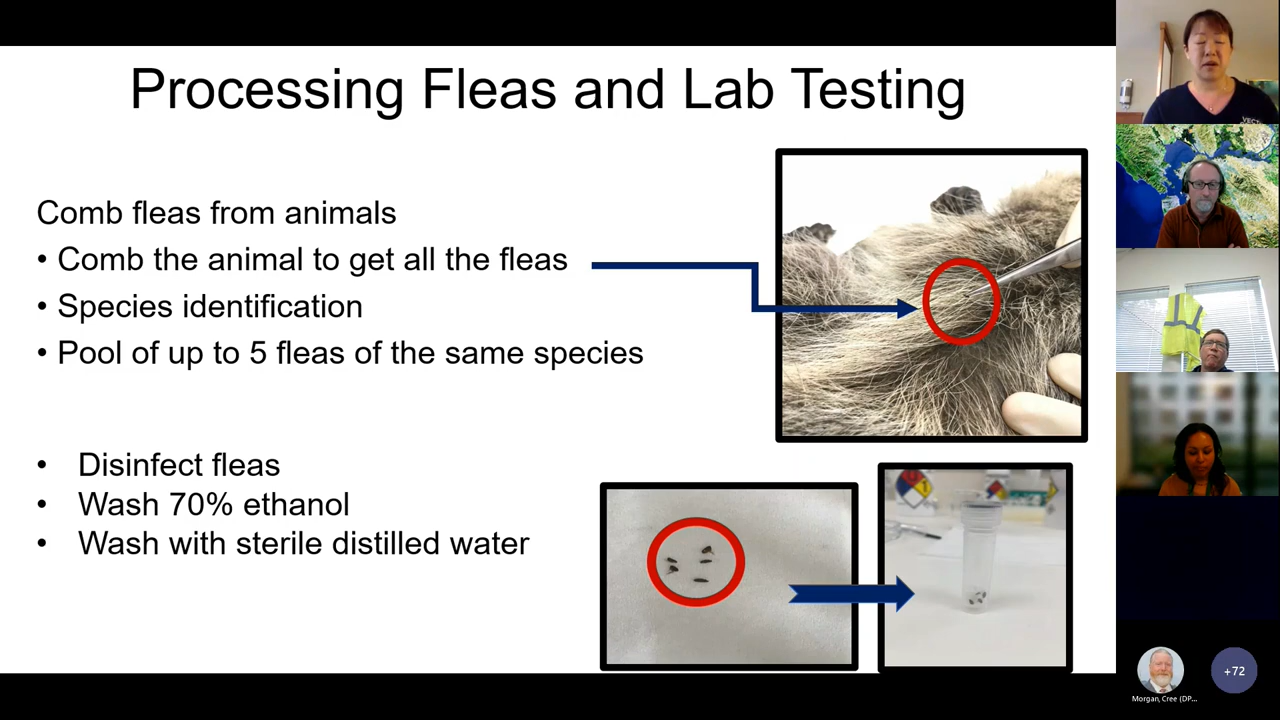 Processing Fleas and Lab Testing
Comb fleas from animals
• Comb the animal to get all the fleas
• Species identification
• Pool of up to 5 fleas of the same species
• Disinfect fleas
• Wash 70% ethanol
• Wash with sterile distilled water
+72
Morgan, Cree (DP...